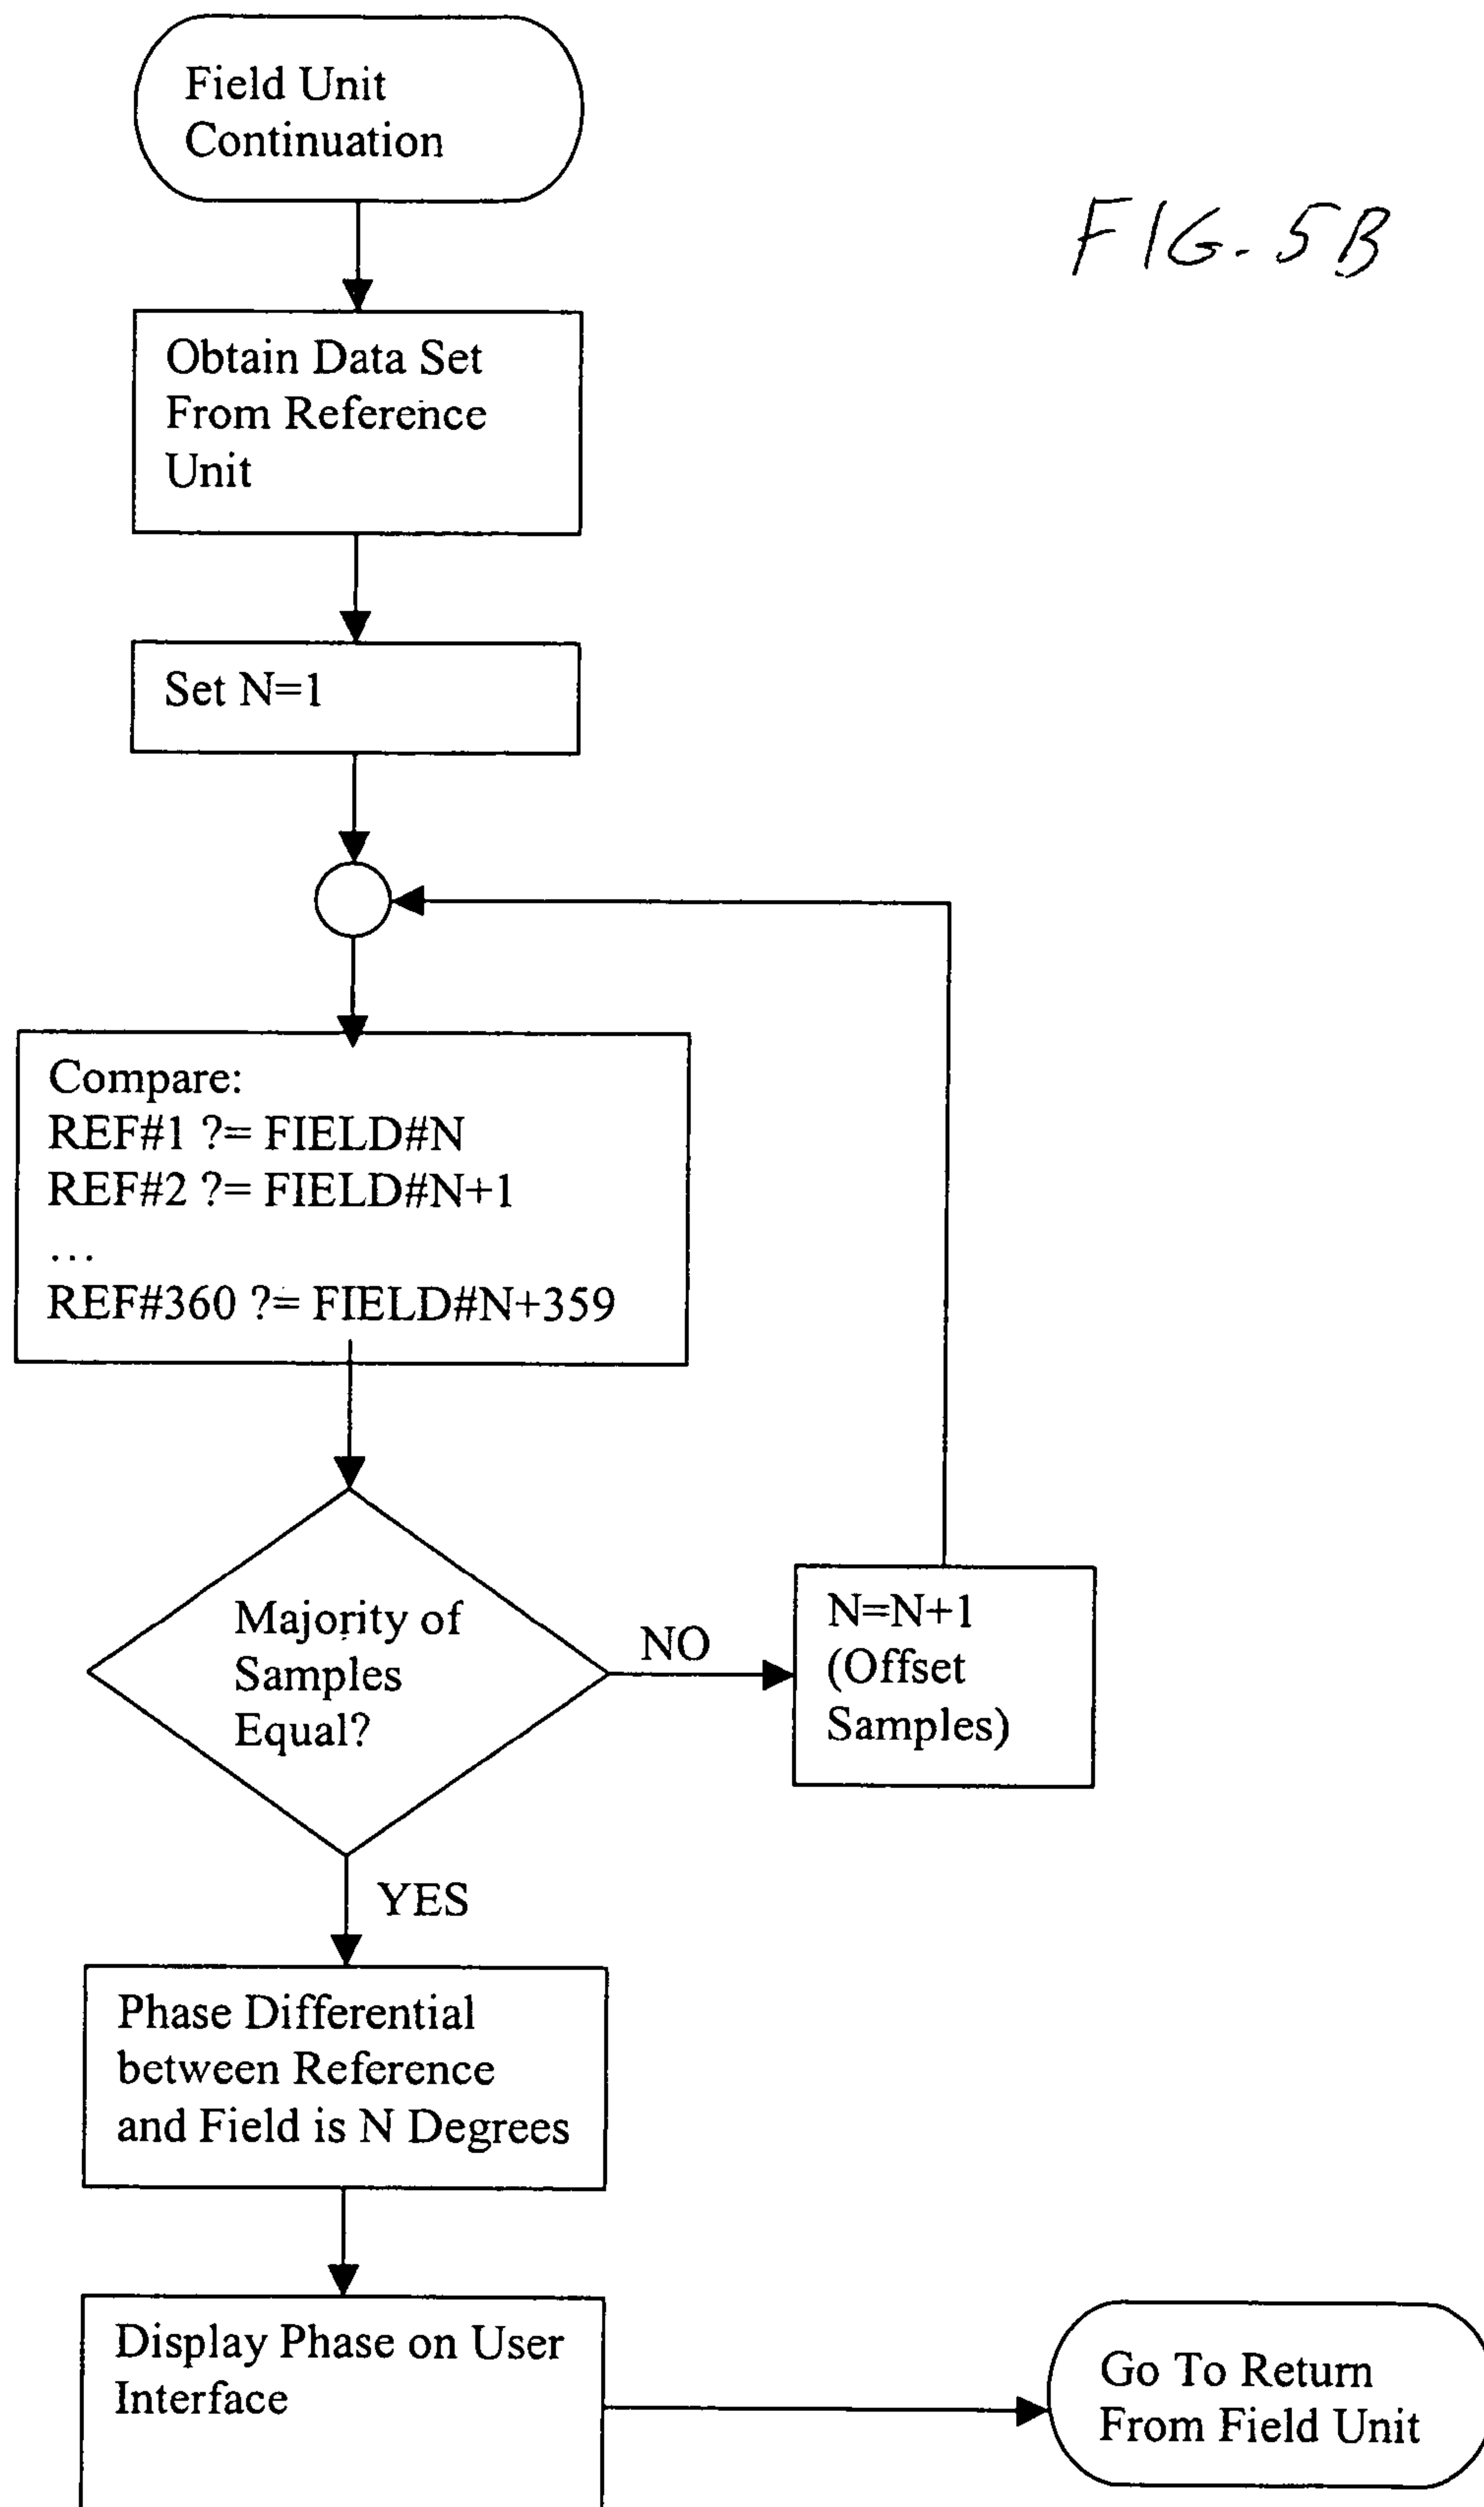 Field Unit
Continuation
FIG. 5B
Obtain Data Set
From Reference
Unit
Set N=1
Compare:
REF#1 ?= FIELD#N
REF#2 ?= FIELD#N+1
...
REF#360 ?= FIELD#N+359
Majority of
Samples
Equal?
NO
N=N+1
(Offset
Samples)
YES
Phase Differential
between Reference
and Field is N Degrees
Display Phase on User
Interface
Go To Return
From Field Unit